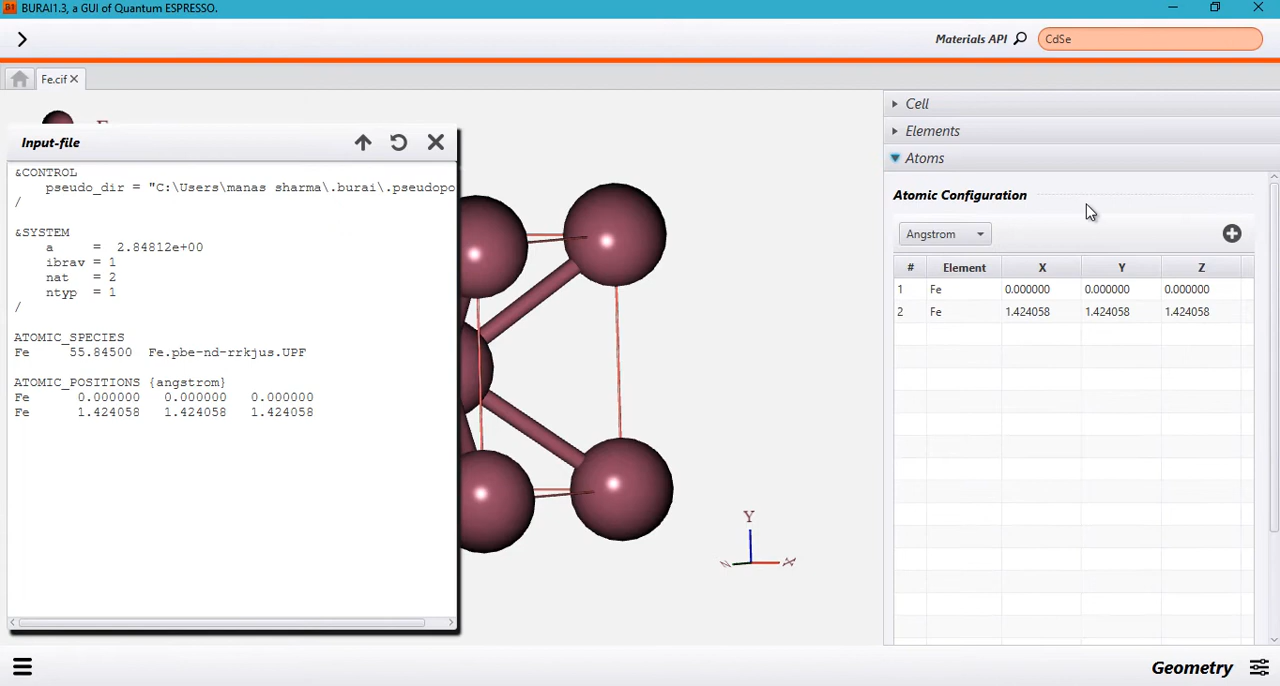 BURAI1.3, a GUI of Quantum ESPRESSO.
Materials API
CdSe
Fe.cif
Input-file
&CONTROL
pseudo_dir = "C:\Users\manas sharma\.burai\.pseudopo
/
&SYSTEM
a = 2.84812e+00
ibrav = 1
nat = 2
ntyp = 1
/
ATOMIC_SPECIES
Fe 55.84500 Fe.pbe-nd-rrkjus.UPF
ATOMIC_POSITIONS {angstrom}
Fe 0.000000 0.000000 0.000000
Fe 1.424058 1.424058 1.424058
Y
X
Cell
Elements
Atoms
Atomic Configuration
Angstrom
# Element X Y Z
1 Fe 0.000000 0.000000 0.000000
2 Fe 1.424058 1.424058 1.424058
Geometry